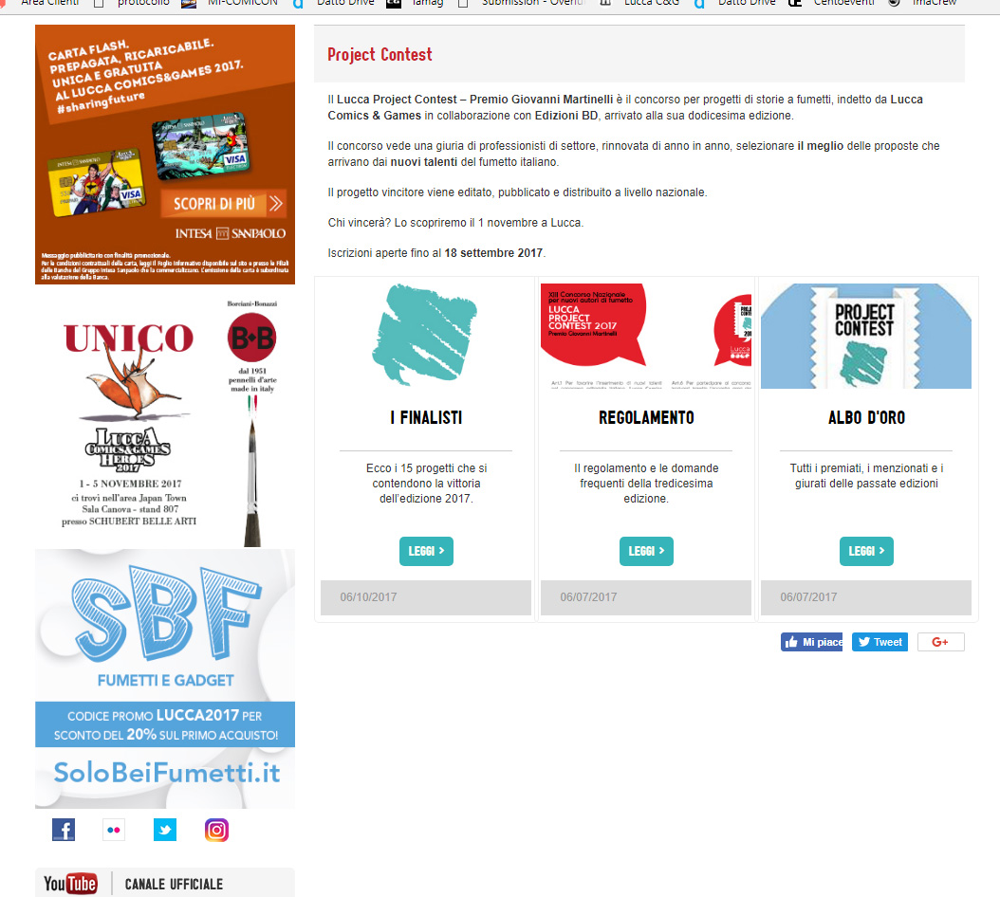 Area Clienti
protocollo
MI-COMICON
Datto Drive
Tamag
Submission - Overti
Lucca C&G
Datto Drive
Centoeventi
ImaCrew
CARTA FLASH.
PREPAGATA, RICARICABILE.
UNICA E GRATUITA
AL LUCCA COMICS&GAMES 2017.
#sharingfuture
INTESA SANPAOLO
VISA
INTESA SANPAOLO
VISA
SCOPRI DI PIÙ
INTESA SANPAOLO
Messaggio pubblicitario con finalità promozionale.
Per le condizioni contrattuali della carta, leggi il Foglio Informativo disponibile sul sito e presso le Filiali
delle Banche del Gruppo Intesa Sanpaolo che la commercializzano. L'emissione della carta è subordinata
alla valutazione della Banca.
Borciani e Bonazzi
UNICO
B•B
dal 1951
pennelli d'arte
made in italy
LUCCA
COMICS&GAMES
HEROES
2017
1 - 5 NOVEMBRE 2017
ci trovi nell'area Japan Town
Sala Canova - stand 807
presso SCHUBERT BELLE ARTI
SBF
FUMETTI E GADGET
CODICE PROMO LUCCA2017 PER
SCONTO DEL 20% SUL PRIMO ACQUISTO!
SoloBeiFumetti.it
YouTube CANALE UFFICIALE
Project Contest
Il Lucca Project Contest – Premio Giovanni Martinelli è il concorso per progetti di storie a fumetti, indetto da Lucca
Comics & Games in collaborazione con Edizioni BD, arrivato alla sua dodicesima edizione.
Il concorso vede una giuria di professionisti di settore, rinnovata di anno in anno, selezionare il meglio delle proposte che
arrivano dai nuovi talenti del fumetto italiano.
Il progetto vincitore viene editato, pubblicato e distribuito a livello nazionale.
Chi vincerà? Lo scopriremo il 1 novembre a Lucca.
Iscrizioni aperte fino al 18 settembre 2017.
I FINALISTI
Ecco i 15 progetti che si
contendono la vittoria
dell'edizione 2017.
LEGGI >
06/10/2017
XIII Concorso Nazionale
per nuovi autori di fumetto
LUCCA
PROJECT
CONTEST 2017
Premio Giovanni Martinelli
REGOLAMENTO
Il regolamento e le domande
frequenti della tredicesima
edizione.
LEGGI >
06/07/2017
PROJECT
CONTEST
ALBO D'ORO
Tutti i premiati, i menzionati e i
giurati delle passate edizioni
LEGGI >
06/07/2017
Mi piace
Tweet
G+